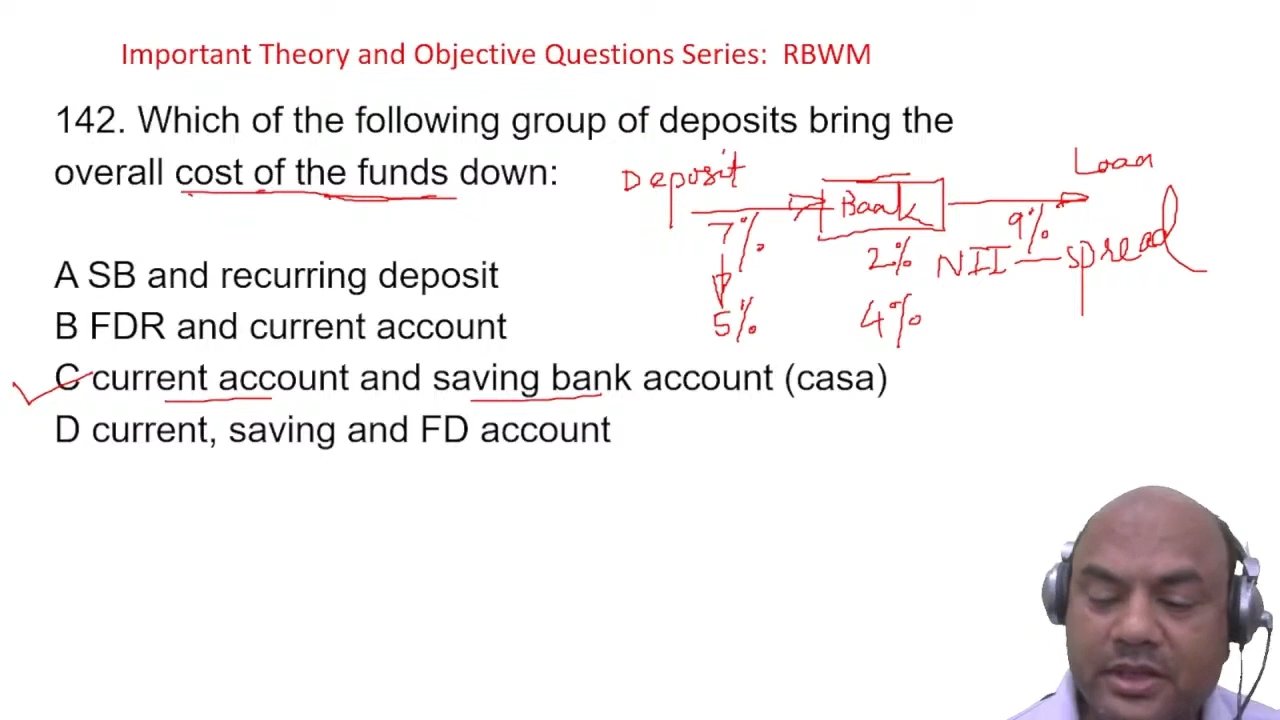 Important Theory and Objective Questions Series: RBWM
142. Which of the following group of deposits bring the
overall cost of the funds down:
Deposit
Bank
Loan
7%
9%
2%
NII — spread
5%
4%
A SB and recurring deposit
B FDR and current account
C current account and saving bank account (casa)
D current, saving and FD account